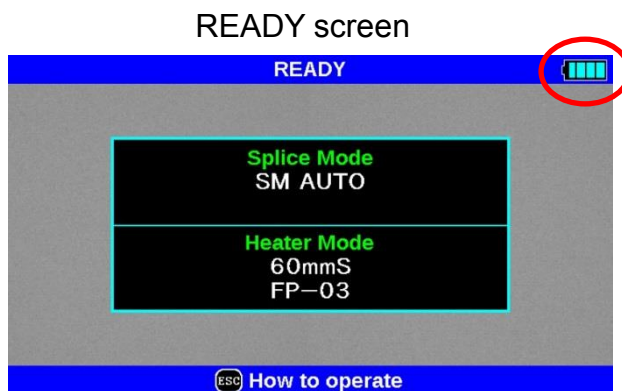 READY screen
READY
Splice Mode
SM AUTO
Heater Mode
60mmS
FP-03
ESC How to operate